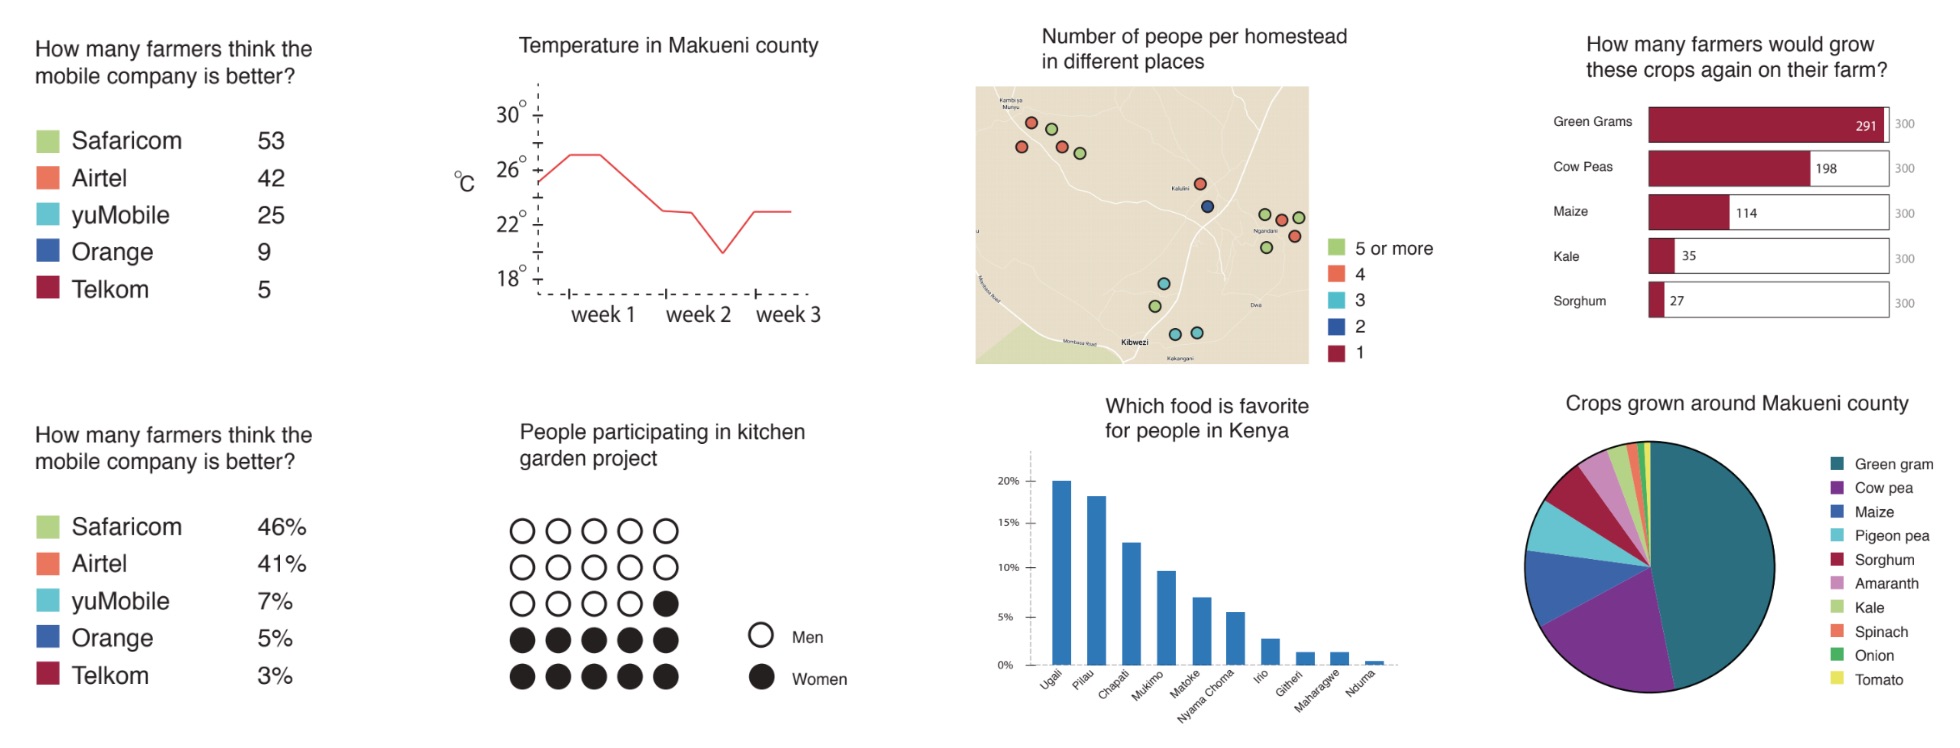 How many farmers think the
mobile company is better?
Safaricom 53
Airtel 42
yuMobile 25
Orange 9
Telkom 5
Temperature in Makueni county
30°
26°
°C
22°
18°
week 1 week 2 week 3
Number of peope per homestead
in different places
Kambi ya
Munyu
Kalulini
Ngandani
u
Mombasa Road
Dwa
Mombasa Road
Kibwezi
Kakangani
5 or more
4
3
2
1
How many farmers would grow
these crops again on their farm?
Green Grams 291 300
Cow Peas 198 300
Maize 114 300
Kale 35 300
Sorghum 27 300
How many farmers think the
mobile company is better?
Safaricom 46%
Airtel 41%
yuMobile 7%
Orange 5%
Telkom 3%
People participating in kitchen
garden project
Men
Women
Which food is favorite
for people in Kenya
20%
15%
10%
5%
0%
Ugali Pilau Chapati Mukimo Matoke Nyama Choma Irio Githeri Maharagwe Nduma
Crops grown around Makueni county
Green gram
Cow pea
Maize
Pigeon pea
Sorghum
Amaranth
Kale
Spinach
Onion
Tomato